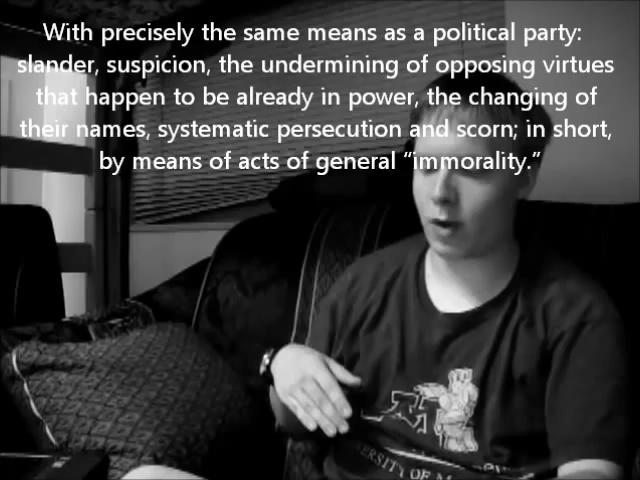 With precisely the same means as a political party:
slander, suspicion, the undermining of opposing virtues
that happen to be already in power, the changing of
their names, systematic persecution and scorn; in short,
by means of acts of general “immorality.”
ERSITY OF